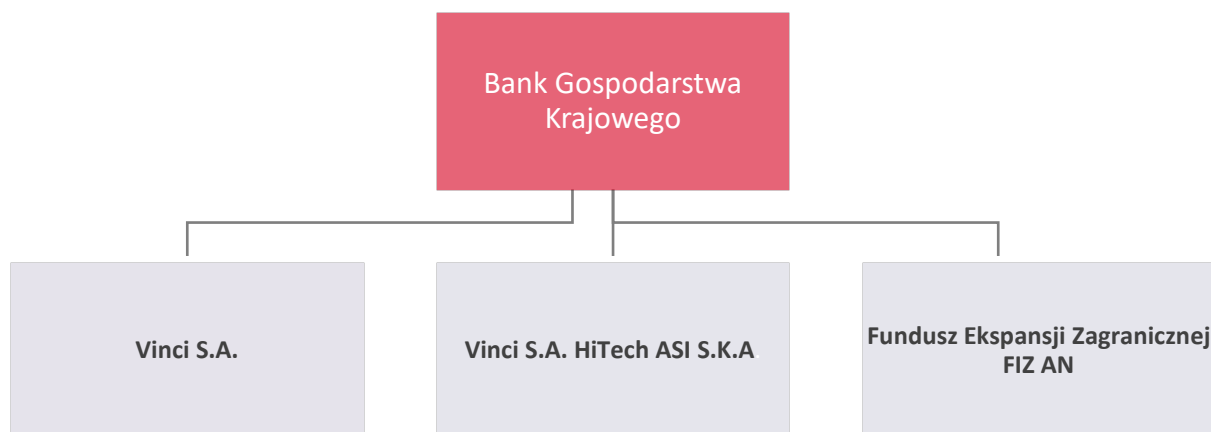 Bank Gospodarstwa
Krajowego
Vinci S.A.
Vinci S.A. HiTech ASI S.K.A.
Fundusz Ekspansji Zagranicznej
FIZ AN